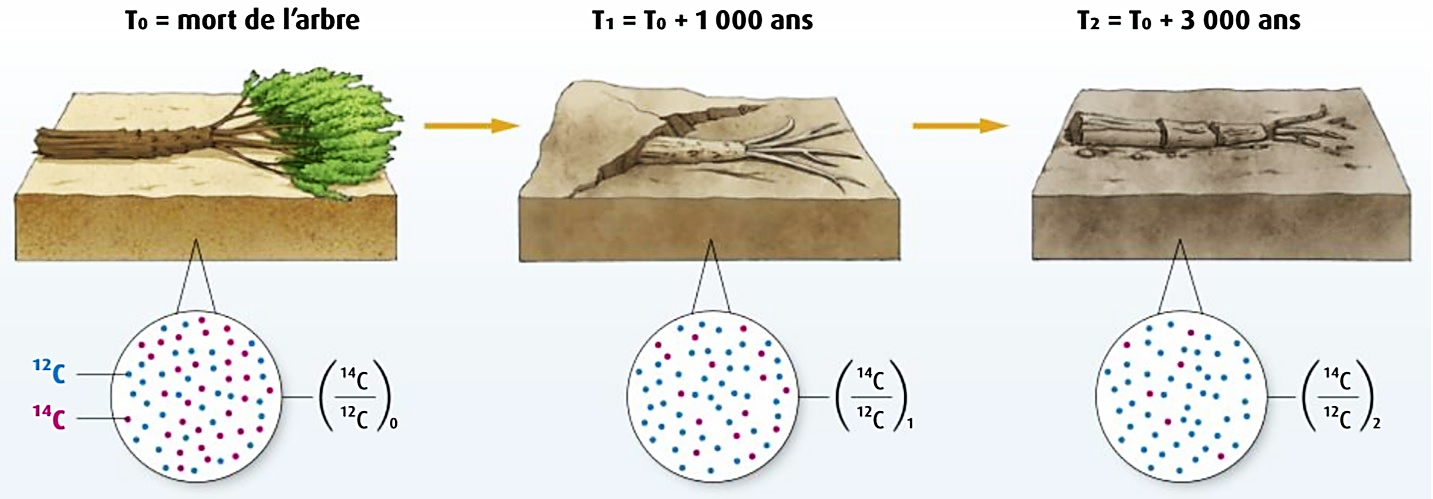 T₀ = mort de l'arbre
T₁ = T₀ + 1 000 ans
T₂ = T₀ + 3 000 ans
¹²C
¹⁴C
(¹⁴C / ¹²C)₀
(¹⁴C / ¹²C)₁
(¹⁴C / ¹²C)₂